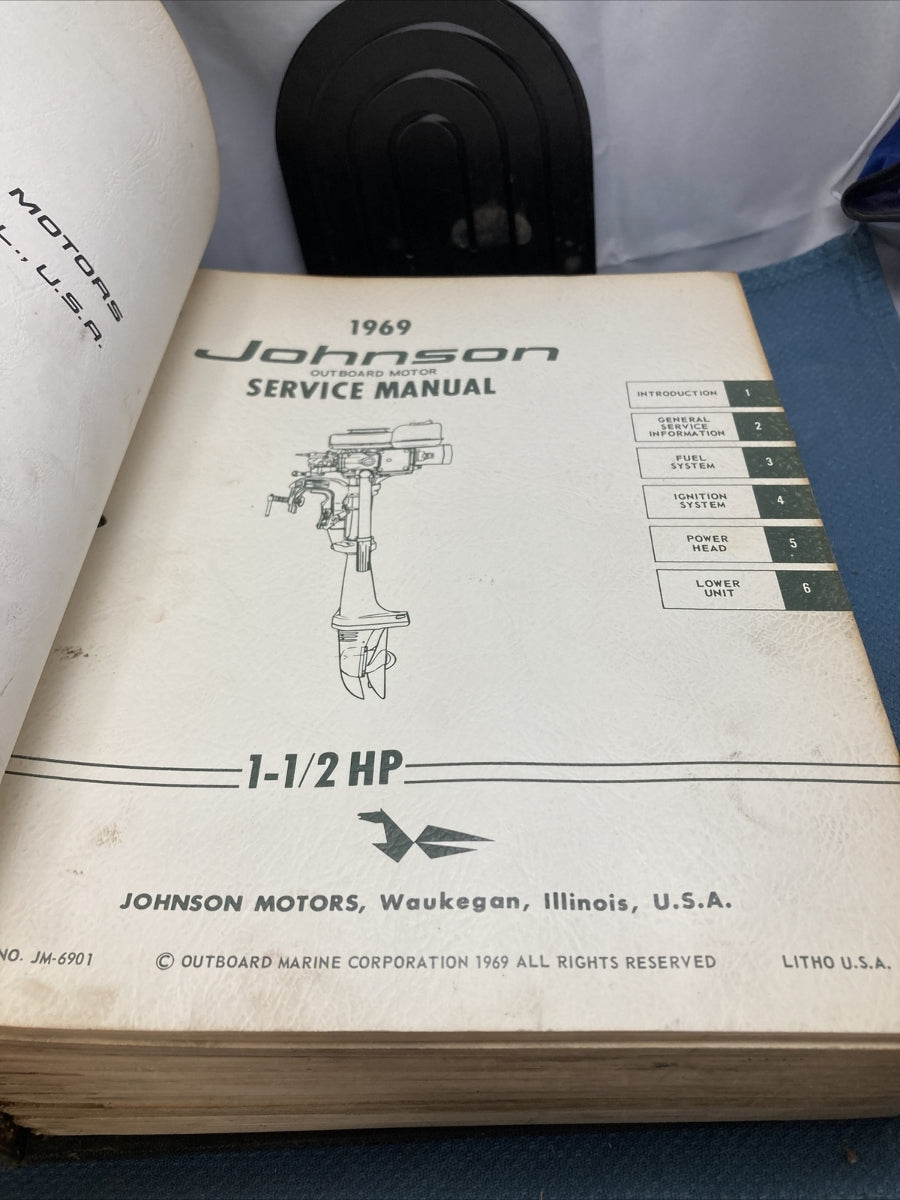 MOTORS
L., U.S.A.
1969
Johnson
OUTBOARD MOTOR
SERVICE MANUAL
INTRODUCTION 1
GENERAL
SERVICE
INFORMATION 2
FUEL
SYSTEM 3
IGNITION
SYSTEM 4
POWER
HEAD 5
LOWER
UNIT 6
1-1/2 HP
JOHNSON MOTORS, Waukegan, Illinois, U.S.A.
NO. JM-6901
© OUTBOARD MARINE CORPORATION 1969 ALL RIGHTS RESERVED
LITHO U.S.A.